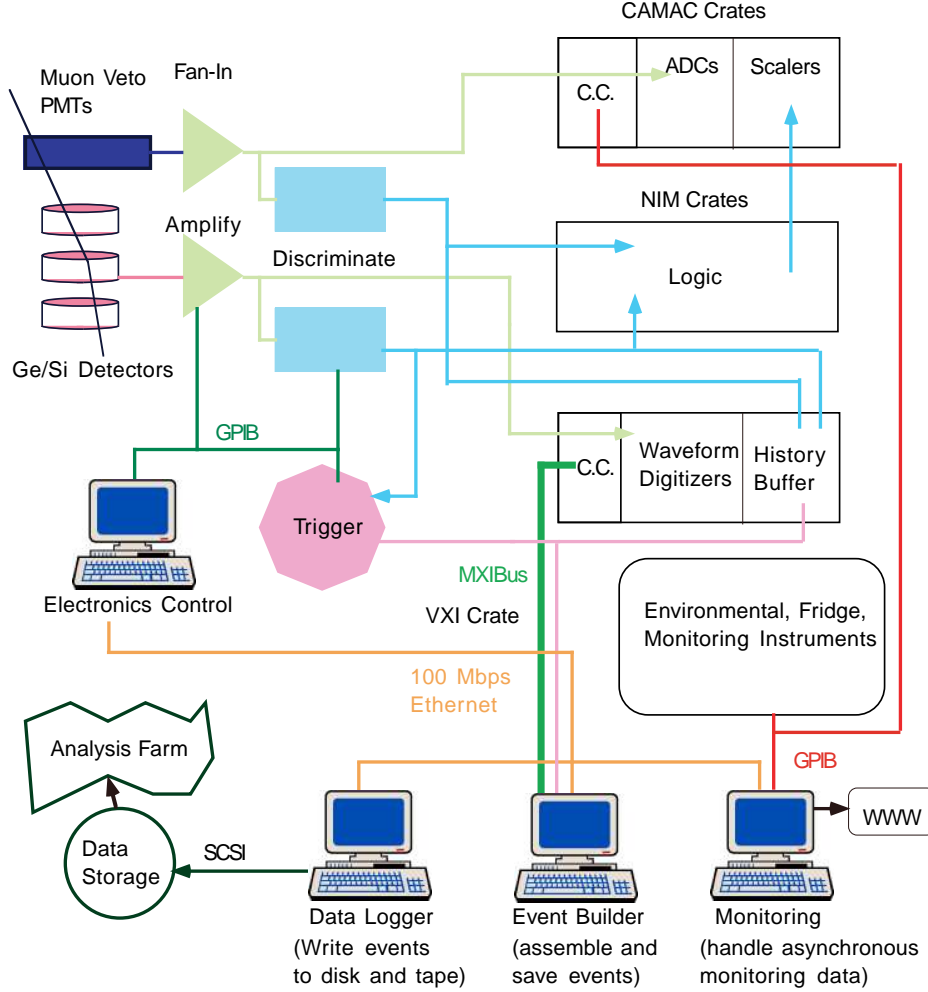 CAMAC Crates
Muon Veto
PMTs
Fan-In
ADCs
Scalers
C.C.
NIM Crates
Amplify
Discriminate
Logic
Ge/Si Detectors
GPIB
Waveform
Digitizers
History
Buffer
C.C.
Trigger
MXIBus
Electronics Control
VXI Crate
Environmental, Fridge,
Monitoring Instruments
100 Mbps
Ethernet
Analysis Farm
GPIB
WWW
Data
Storage
SCSI
Data Logger
(Write events
to disk and tape)
Event Builder
(assemble and
save events)
Monitoring
(handle asynchronous
monitoring data)